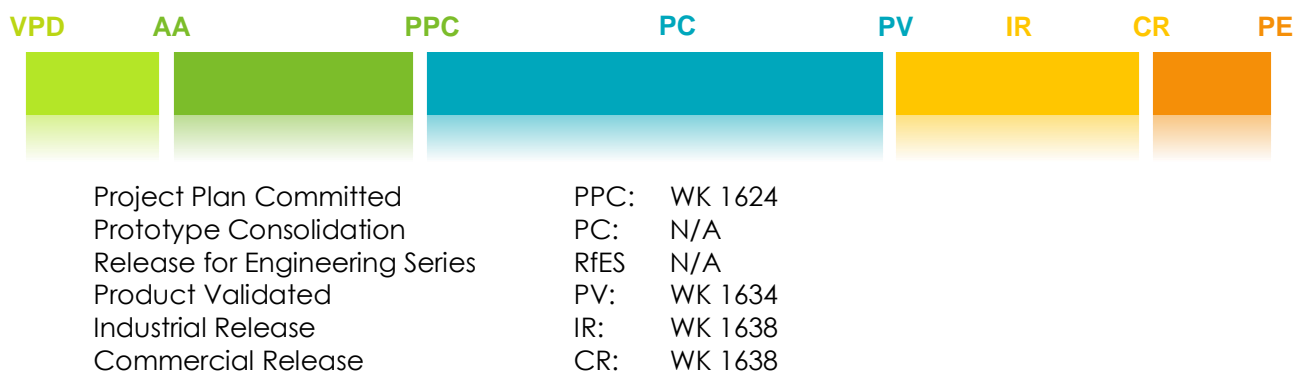 VPD AA PPC PC PV IR CR PE
Project Plan Committed PPC: WK 1624
Prototype Consolidation PC: N/A
Release for Engineering Series RfES N/A
Product Validated PV: WK 1634
Industrial Release IR: WK 1638
Commercial Release CR: WK 1638